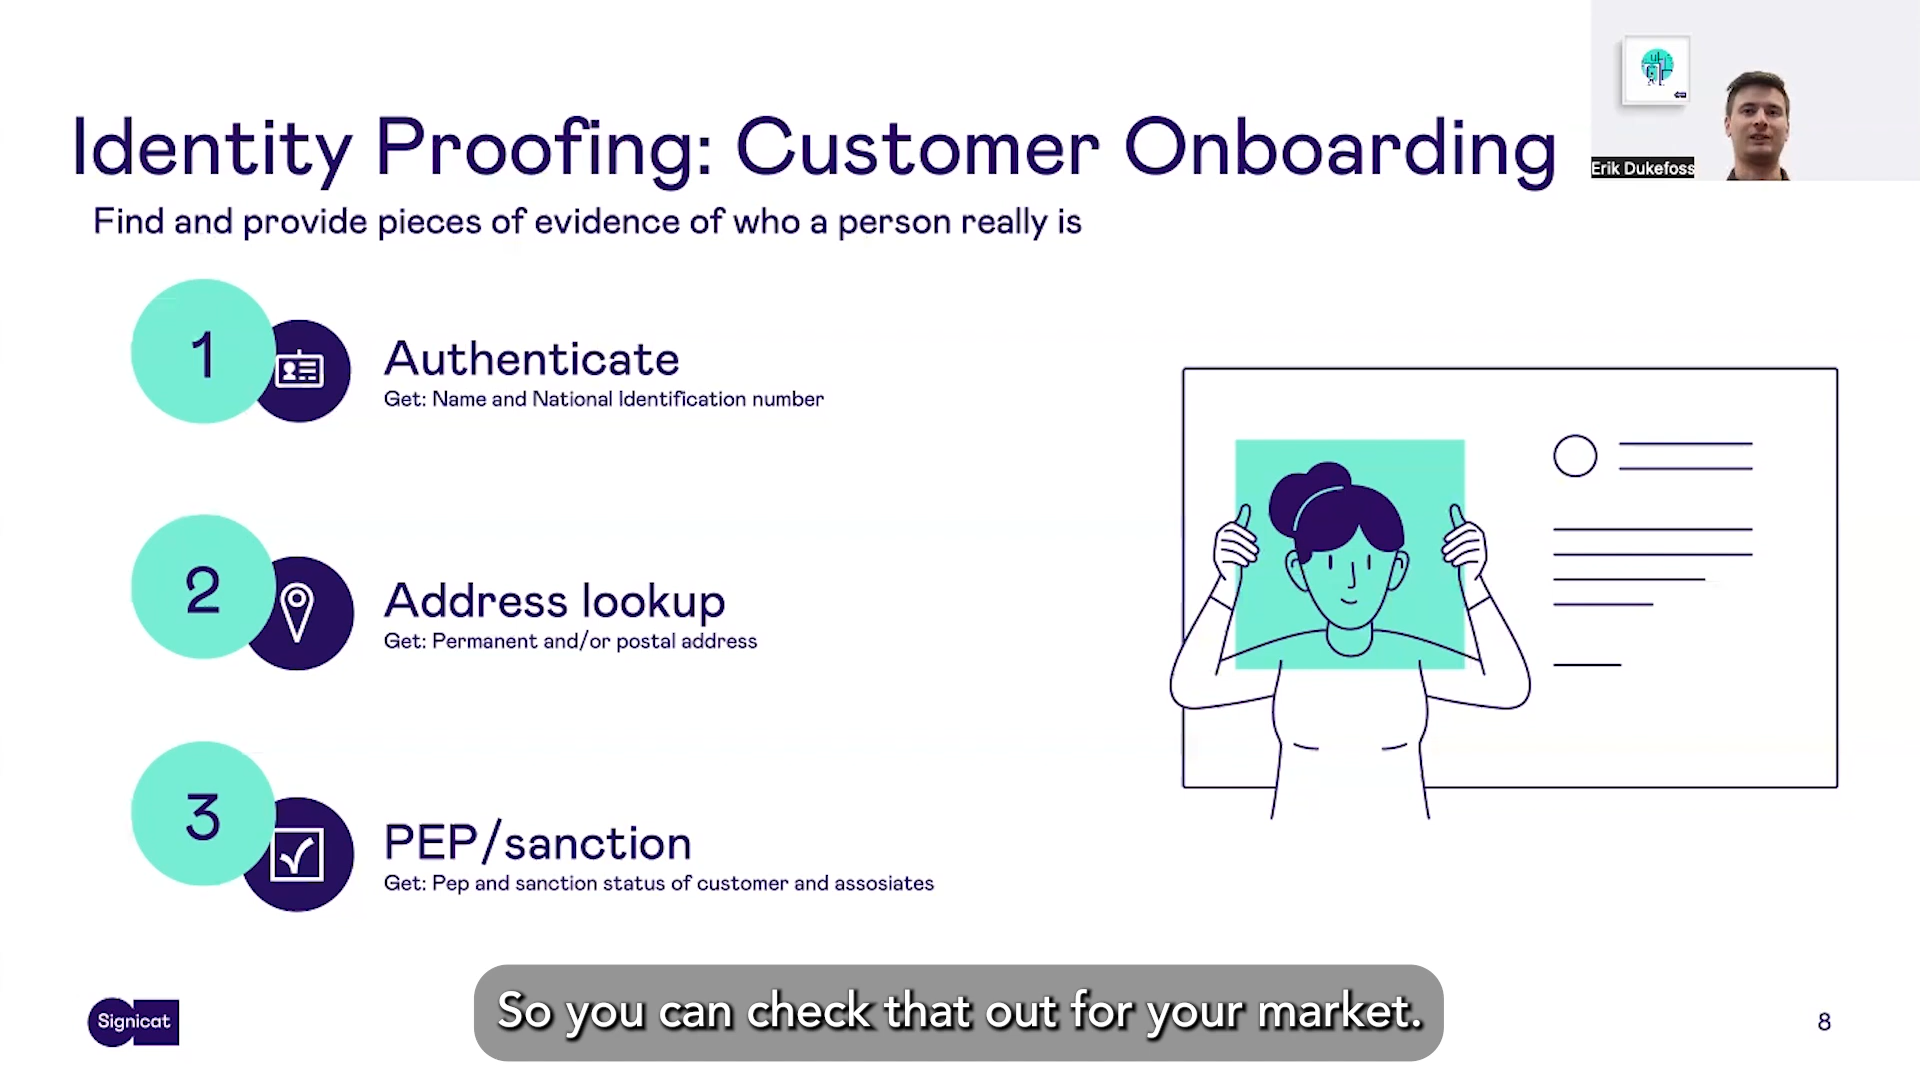 Identity Proofing: Customer Onboarding
Erik Dukefoss
Find and provide pieces of evidence of who a person really is
1
Authenticate
Get: Name and National Identification number
2
Address lookup
Get: Permanent and/or postal address
3
PEP/sanction
Get: Pep and sanction status of customer and assosiates
So you can check that out for your market.
Signicat
8